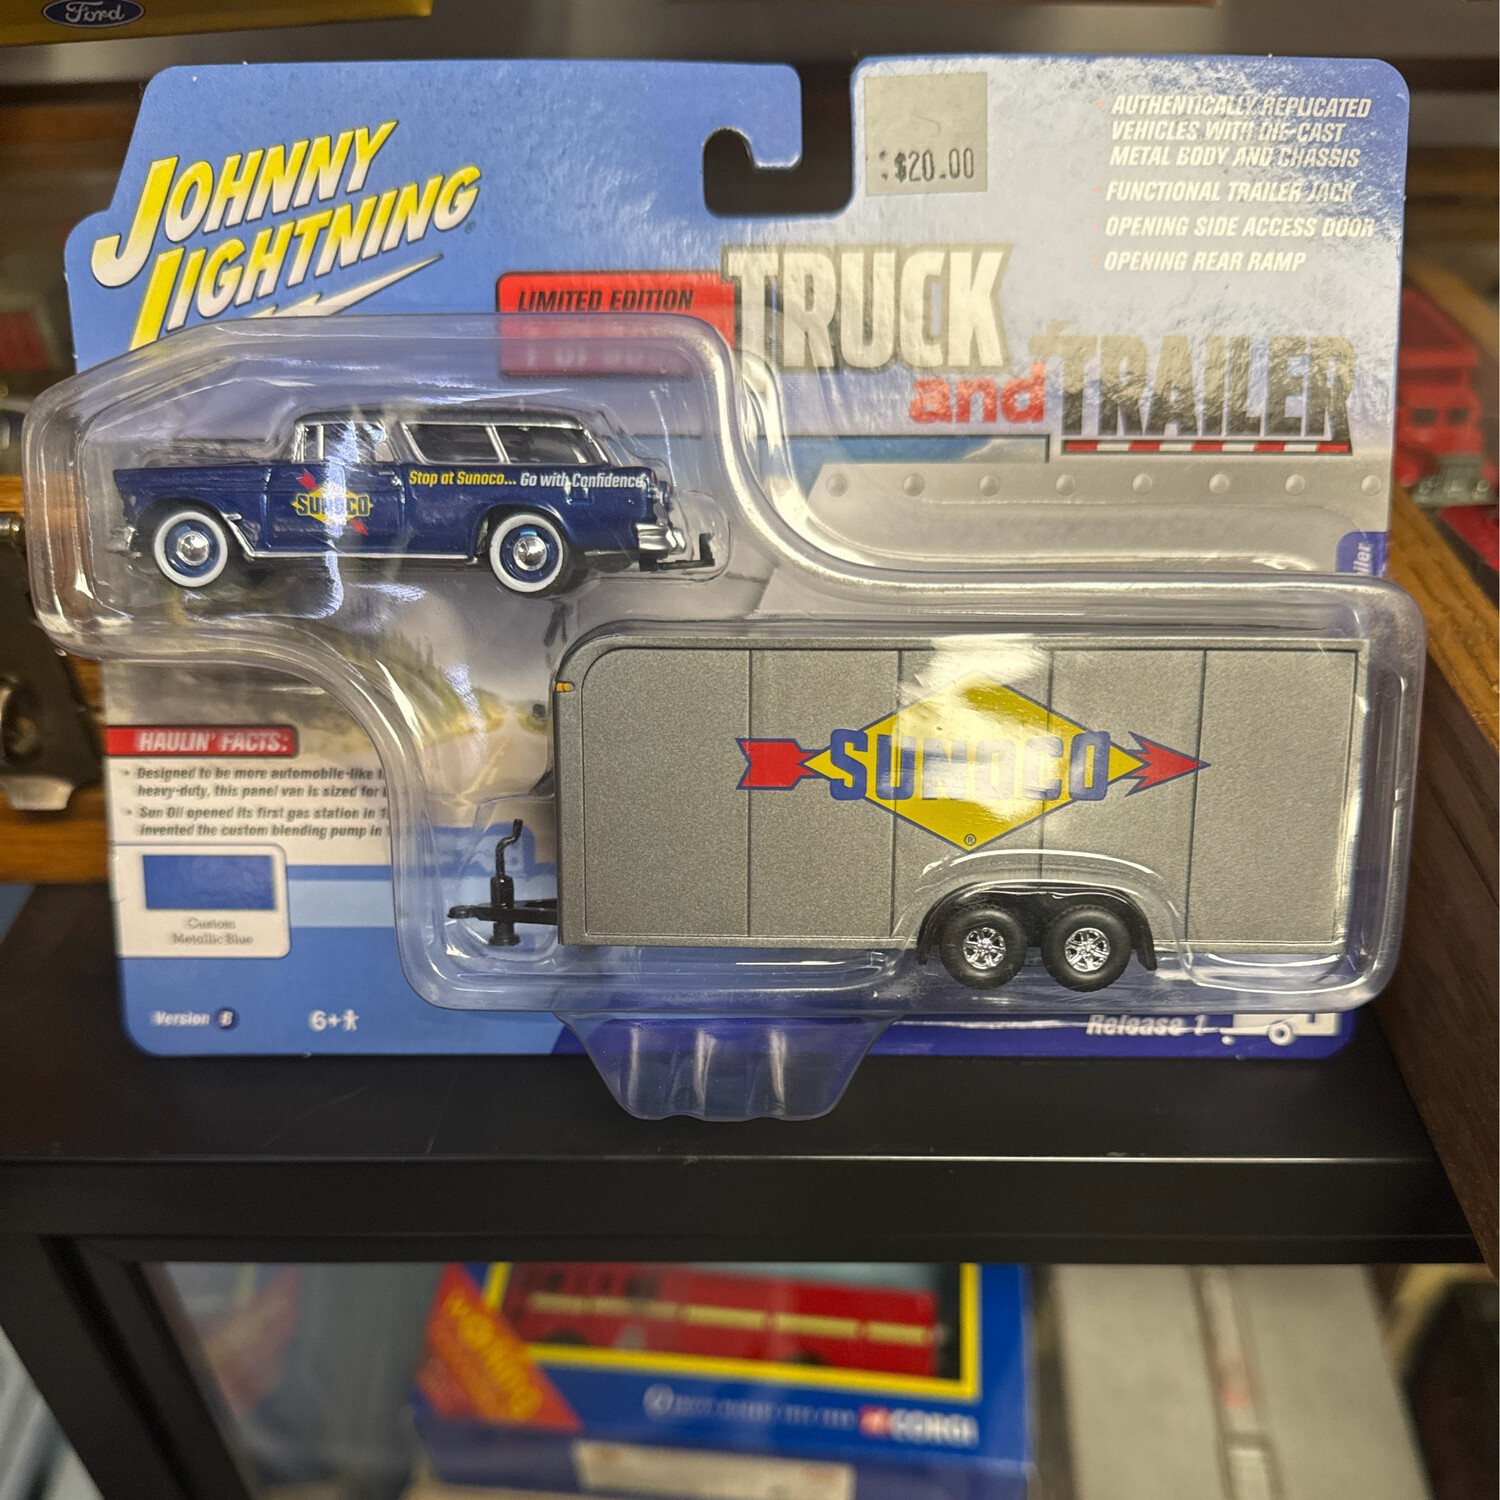 Ford
JOHNNY
LIGHTNING®
$20.00
AUTHENTICALLY REPLICATED
VEHICLES WITH DIE-CAST
METAL BODY AND CHASSIS
FUNCTIONAL TRAILER JACK
OPENING SIDE ACCESS DOOR
OPENING REAR RAMP
LIMITED EDITION
TRUCK
and TRAILER
Stop at Sunoco... Go with Confidence
SUNOCO
SUNOCO
®
HAULIN' FACTS:
• Designed to be more automobile-like
heavy-duty, this panel van is sized for
• Sun Oil opened its first gas station in
invented the custom blending pump in
Custom
Metallic Blue
Version B
6+
Release 1
CORGI